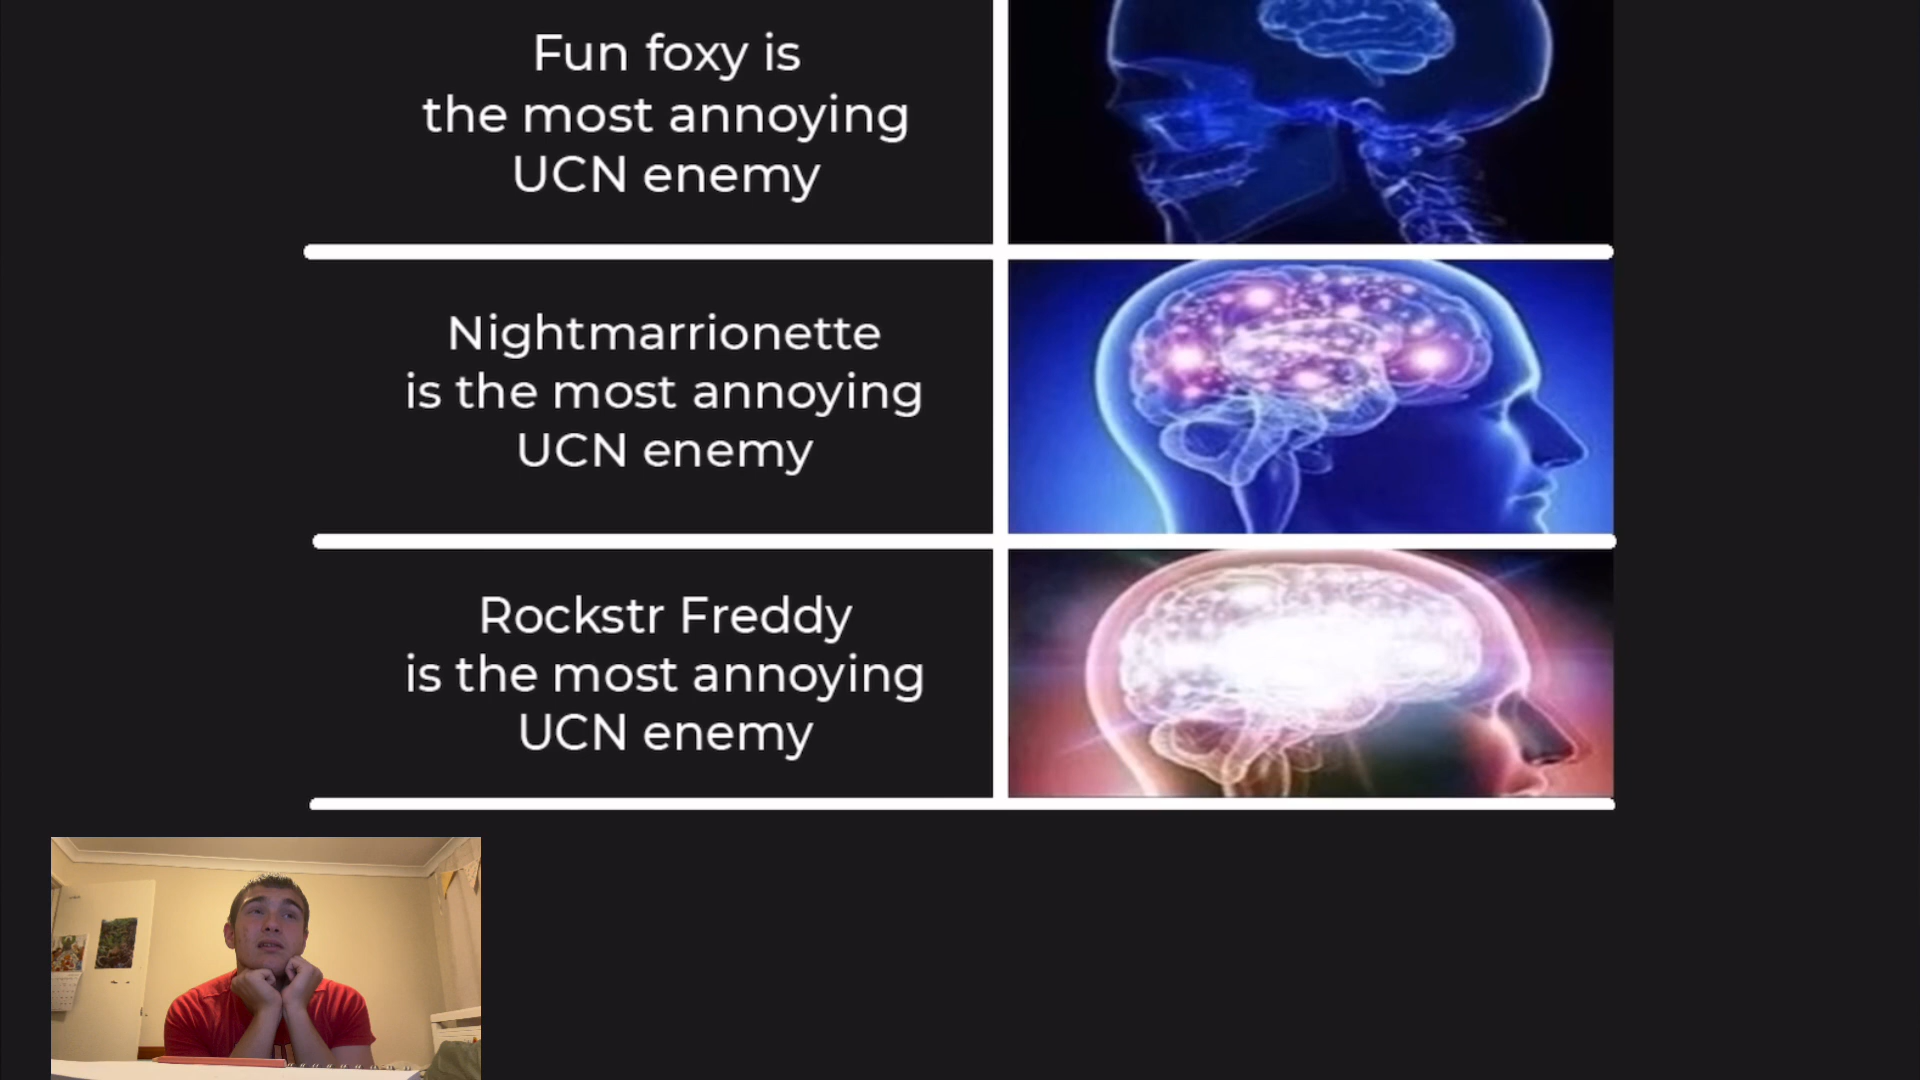 Fun foxy is
the most annoying
UCN enemy
Nightmarrionette
is the most annoying
UCN enemy
Rockstr Freddy
is the most annoying
UCN enemy